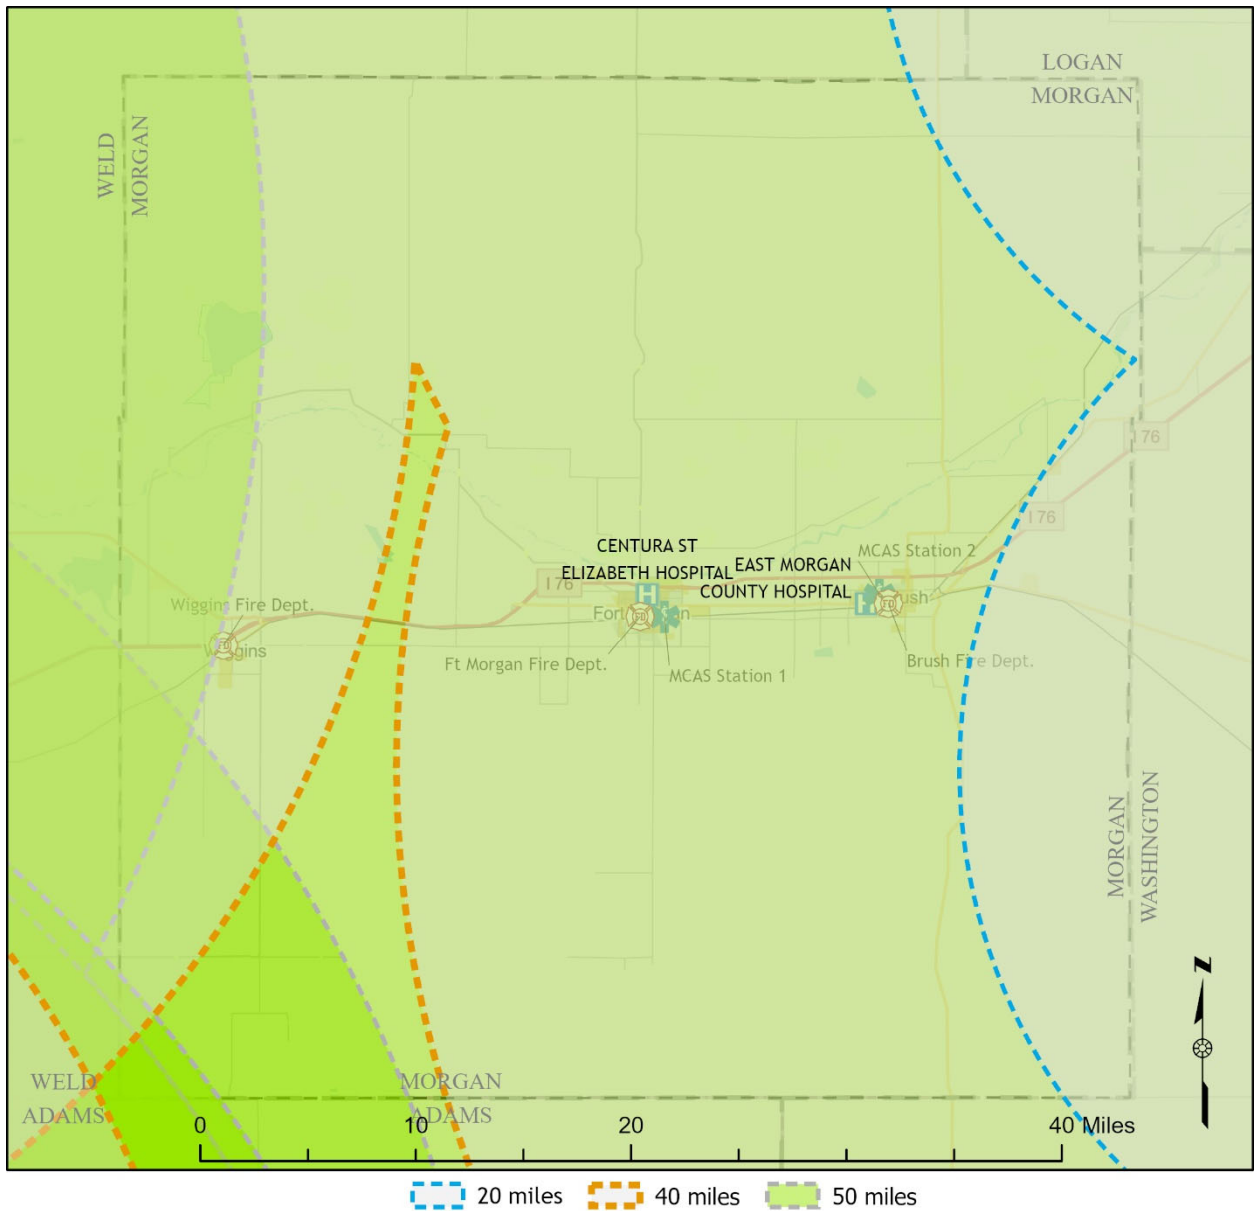 LOGAN
MORGAN
WELD
MORGAN
I 76
I 76
CENTURA ST
ELIZABETH HOSPITAL
EAST MORGAN
COUNTY HOSPITAL
MCAS Station 2
I 76
H
Wiggins Fire Dept.
Wiggins
Fort
Ft Morgan Fire Dept.
MCAS Station 1
Brush Fire Dept.
MORGAN
WASHINGTON
N
WELD
ADAMS
MORGAN
ADAMS
0 10 20 40 Miles
20 miles 40 miles 50 miles